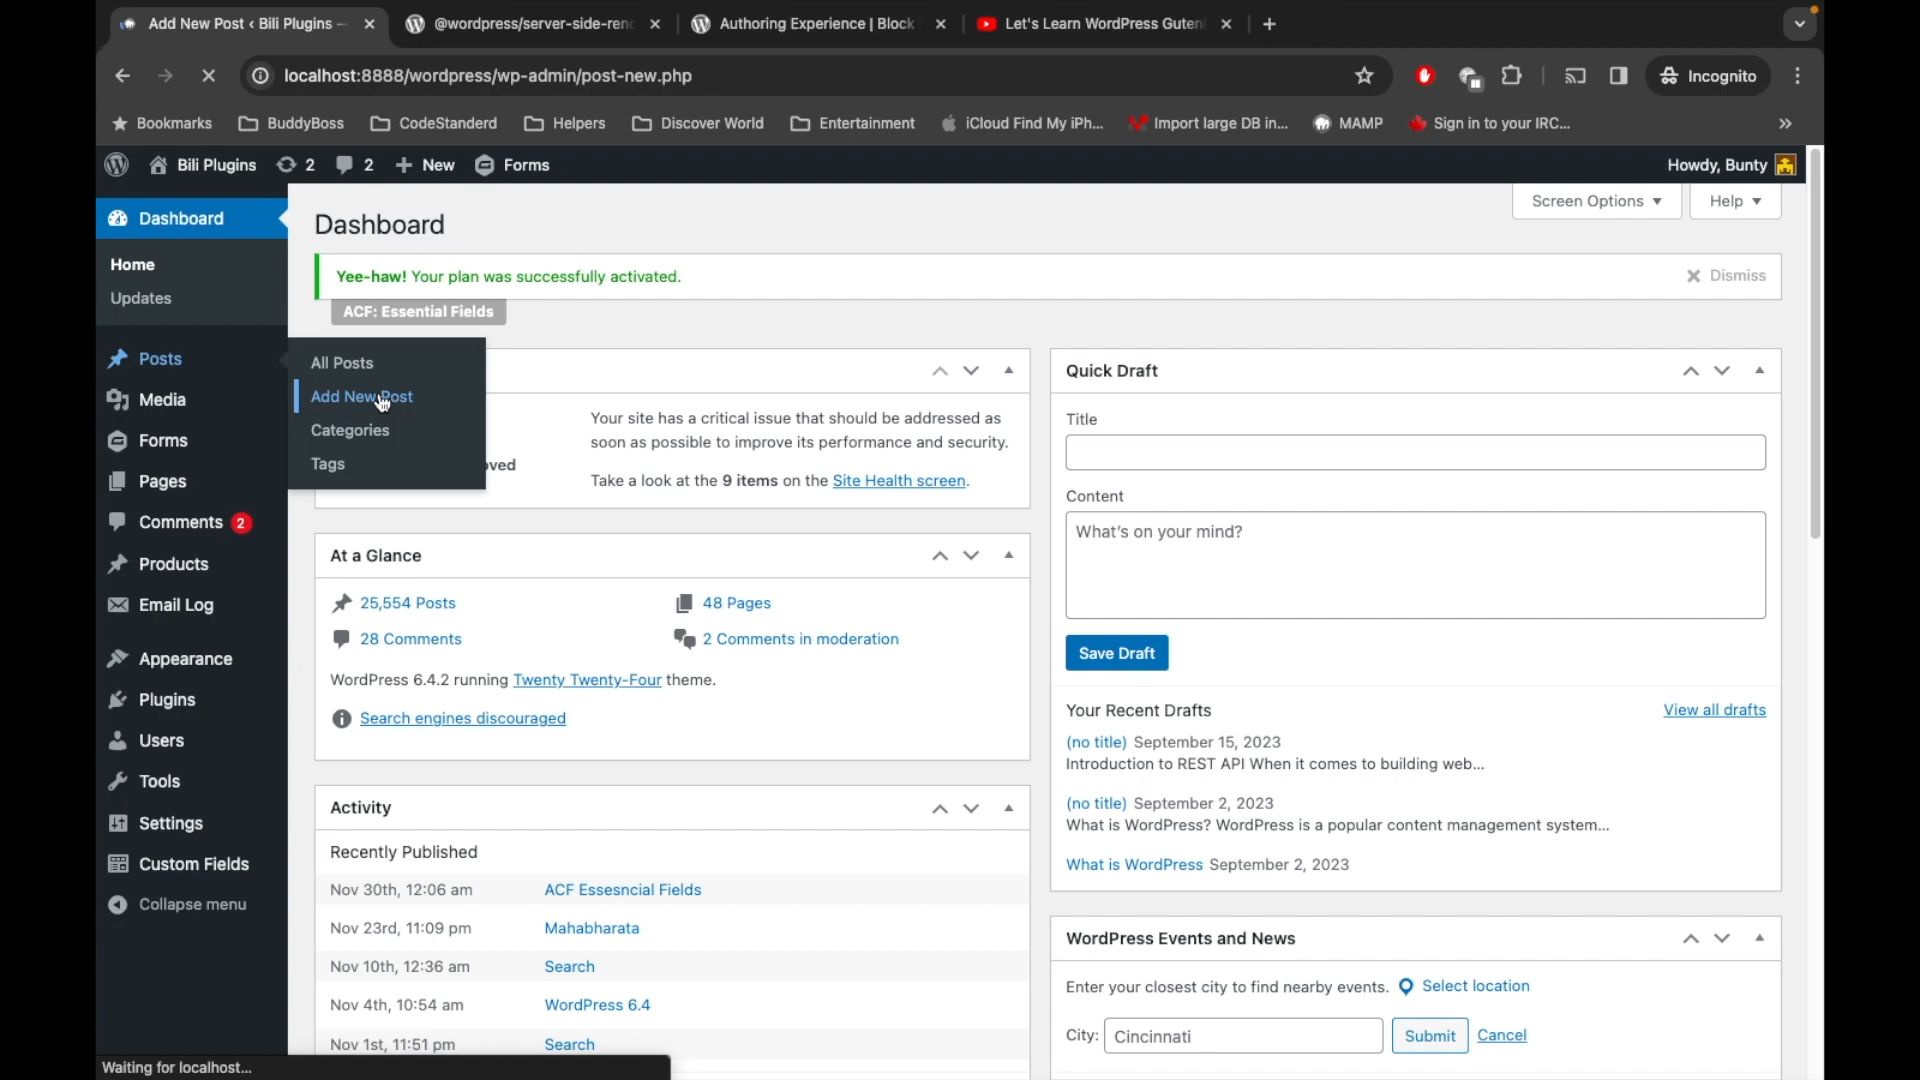 Add New Post ‹ Bili Plugins —
@wordpress/server-side-ren
Authoring Experience | Block
Let's Learn WordPress Guten
localhost:8888/wordpress/wp-admin/post-new.php
Incognito
Bookmarks
BuddyBoss
CodeStanderd
Helpers
Discover World
Entertainment
iCloud Find My iPh...
Import large DB in...
MAMP
Sign in to your IRC...
»
Bili Plugins
2
2
New
Forms
Howdy, Bunty
Dashboard
Home
Updates
Posts
Media
Forms
Pages
Comments 2
Products
Email Log
Appearance
Plugins
Users
Tools
Settings
Custom Fields
Collapse menu
All Posts
Add New Post
Categories
Tags
Screen Options
Help
Dashboard
Yee-haw! Your plan was successfully activated.
Dismiss
ACF: Essential Fields
Your site has a critical issue that should be addressed as
soon as possible to improve its performance and security.
Take a look at the 9 items on the Site Health screen.
At a Glance
25,554 Posts
48 Pages
28 Comments
2 Comments in moderation
WordPress 6.4.2 running Twenty Twenty-Four theme.
Search engines discouraged
Activity
Recently Published
Nov 30th, 12:06 am ACF Essesncial Fields
Nov 23rd, 11:09 pm Mahabharata
Nov 10th, 12:36 am Search
Nov 4th, 10:54 am WordPress 6.4
Nov 1st, 11:51 pm Search
Quick Draft
Title
Content
What's on your mind?
Save Draft
Your Recent Drafts
View all drafts
(no title) September 15, 2023
Introduction to REST API When it comes to building web...
(no title) September 2, 2023
What is WordPress? WordPress is a popular content management system...
What is WordPress September 2, 2023
WordPress Events and News
Enter your closest city to find nearby events. Select location
City: Cincinnati Submit Cancel
Waiting for localhost...